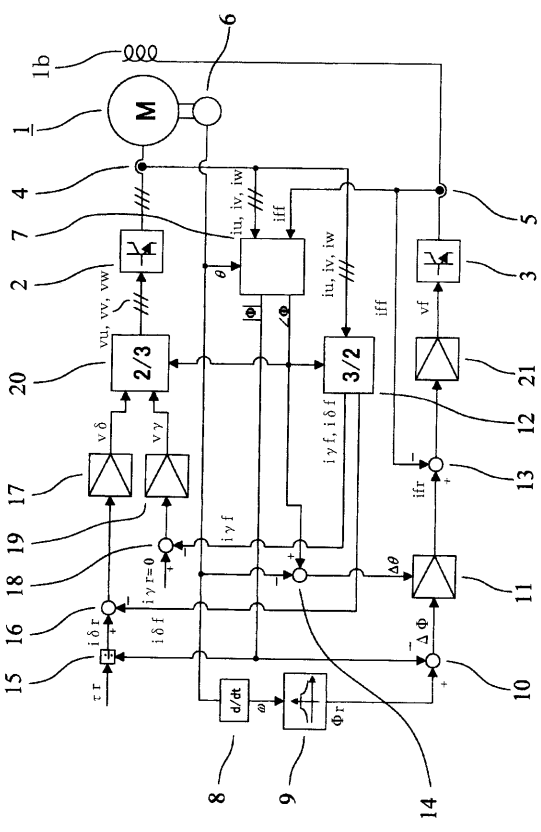 1b
6
1
M
4
iu, iv, iw
iff
7
θ
iu, iv, iw
5
2
vu, vv, vw
|Φ|
∠Φ
iff
3
vf
20
2/3
3/2
21
iγf, iδf
12
vδ
vγ
17
19
13
ifr
−
+
18
iγf
−
+
iγr=0
+
−
Δθ
14
11
16
iδr
−
+
iδf
15
÷
τr
−
ΔΦ
+
10
8
d/dt
ω
9
Φr